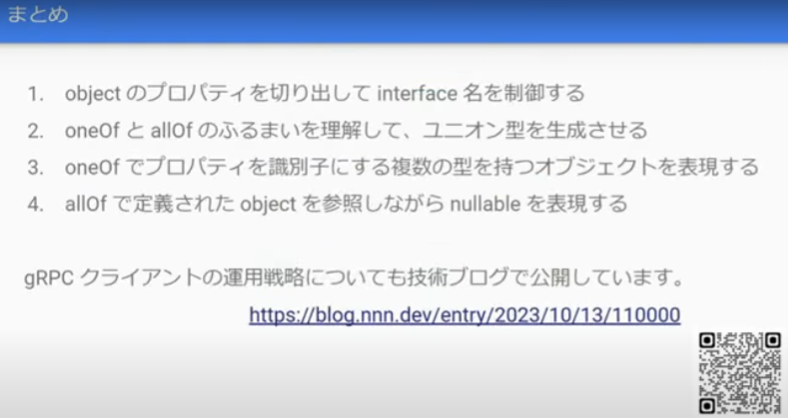 まとめ
1. object のプロパティを切り出して interface 名を制御する
2. oneOf と allOf のふるまいを理解して、ユニオン型を生成させる
3. oneOf でプロパティを識別子にする複数の型を持つオブジェクトを表現する
4. allOf で定義された object を参照しながら nullable を表現する
gRPC クライアントの運用戦略についても技術ブログで公開しています。
https://blog.nnn.dev/entry/2023/10/13/110000